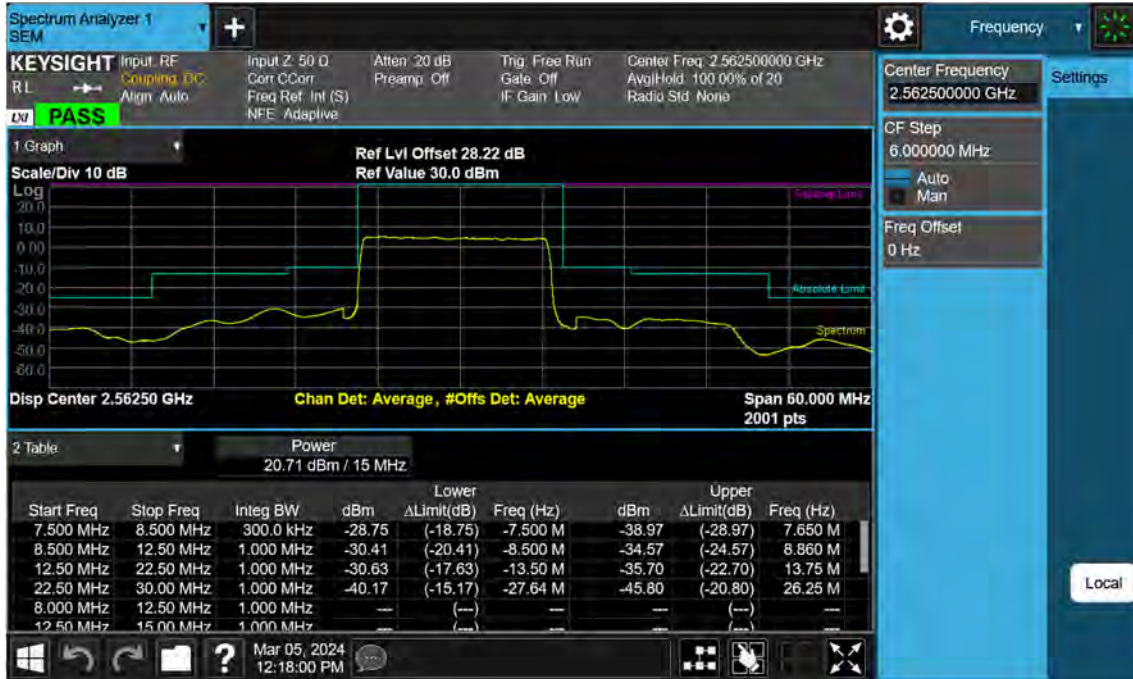 Spectrum Analyzer 1
SEM
Frequency
KEYSIGHT Input: RF Input Z: 50 Ω Atten: 20 dB Trig: Free Run Center Freq: 2.562500000 GHz
RL Coupling: DC Corr CCorr Preamp: Off Gate: Off Avg|Hold: 100.00% of 20
Align: Auto Freq Ref: Int (S) IF Gain: Low Radio Std: None
LXI PASS NFE: Adaptive
Center Frequency
2.562500000 GHz
Settings
CF Step
6.000000 MHz
Auto
Man
Freq Offset
0 Hz
1 Graph
Scale/Div 10 dB
Ref Lvl Offset 28.22 dB
Ref Value 30.0 dBm
Log
20.0
10.0
0.00
-10.0
-20.0
-30.0
-40.0
-50.0
-60.0
Absolute Limit
Spectrum
Disp Center 2.56250 GHz Chan Det: Average, #Offs Det: Average Span 60.000 MHz
2001 pts
2 Table
Power
20.71 dBm / 15 MHz
Lower Upper
Start Freq Stop Freq Integ BW dBm ΔLimit(dB) Freq (Hz) dBm ΔLimit(dB) Freq (Hz)
7.500 MHz 8.500 MHz 300.0 kHz -28.75 (-18.75) -7.500 M -38.97 (-28.97) 7.650 M
8.500 MHz 12.50 MHz 1.000 MHz -30.41 (-20.41) -8.500 M -34.57 (-24.57) 8.860 M
12.50 MHz 22.50 MHz 1.000 MHz -30.63 (-17.63) -13.50 M -35.70 (-22.70) 13.75 M
22.50 MHz 30.00 MHz 1.000 MHz -40.17 (-15.17) -27.64 M -45.80 (-20.80) 26.25 M
8.000 MHz 12.50 MHz 1.000 MHz --- (---) --- --- (---) ---
12.50 MHz 15.00 MHz 1.000 MHz --- (---) --- --- (---) ---
Local
Mar 05, 2024
12:18:00 PM